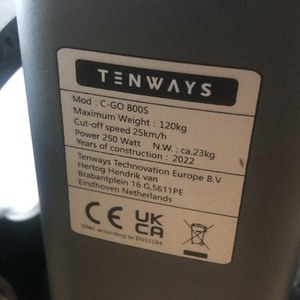 TENWAYS
Mod : C-GO 800S
Maximum Weight : 120kg
Cut-off speed 25km/h
Power 250 Watt N.W. : ca.23kg
Years of construction : 2022
Tenways Technovation Europe B.V
Hertog Hendrik van
Brabantplein 16 G,5611PE
Eindhoven Netherlands
CE UK CA
EPAC according to EN15194